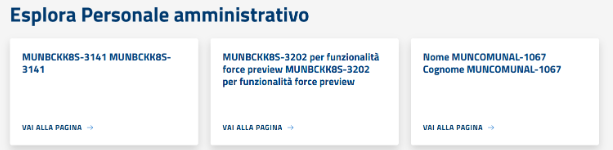 Esplora Personale amministrativo
MUNBCKK8S-3141 MUNBCKK8S-
3141
VAI ALLA PAGINA →
MUNBCKK8S-3202 per funzionalità
force preview MUNBCKK8S-3202
per funzionalità force preview
VAI ALLA PAGINA →
Nome MUNCOMUNAL-1067
Cognome MUNCOMUNAL-1067
VAI ALLA PAGINA →